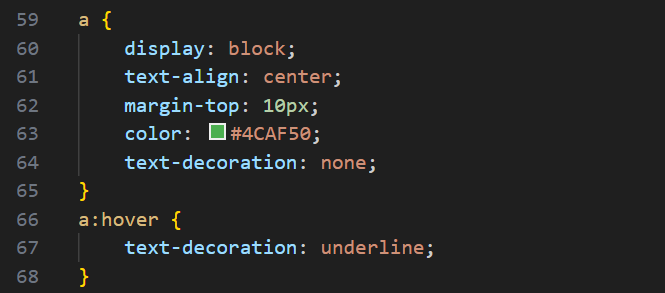 59 a {
60     display: block;
61     text-align: center;
62     margin-top: 10px;
63     color: #4CAF50;
64     text-decoration: none;
65 }
66 a:hover {
67     text-decoration: underline;
68 }